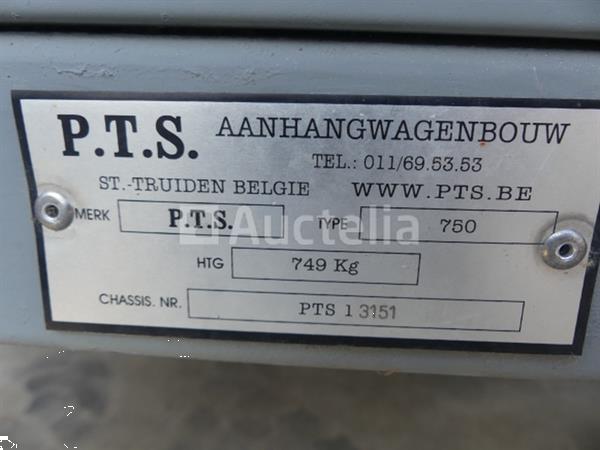 P.T.S. AANHANGWAGENBOUW
TEL.: 011/69.53.53
ST.-TRUIDEN BELGIE WWW.PTS.BE
MERK P.T.S. TYPE 750
Auctelia
HTG 749 Kg
CHASSIS. NR. PTS 1 3151